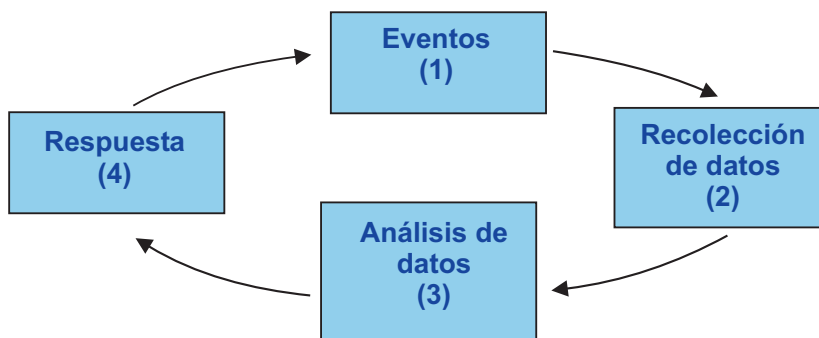 Eventos
(1)
Recolección
de datos
(2)
Análisis de
datos
(3)
Respuesta
(4)